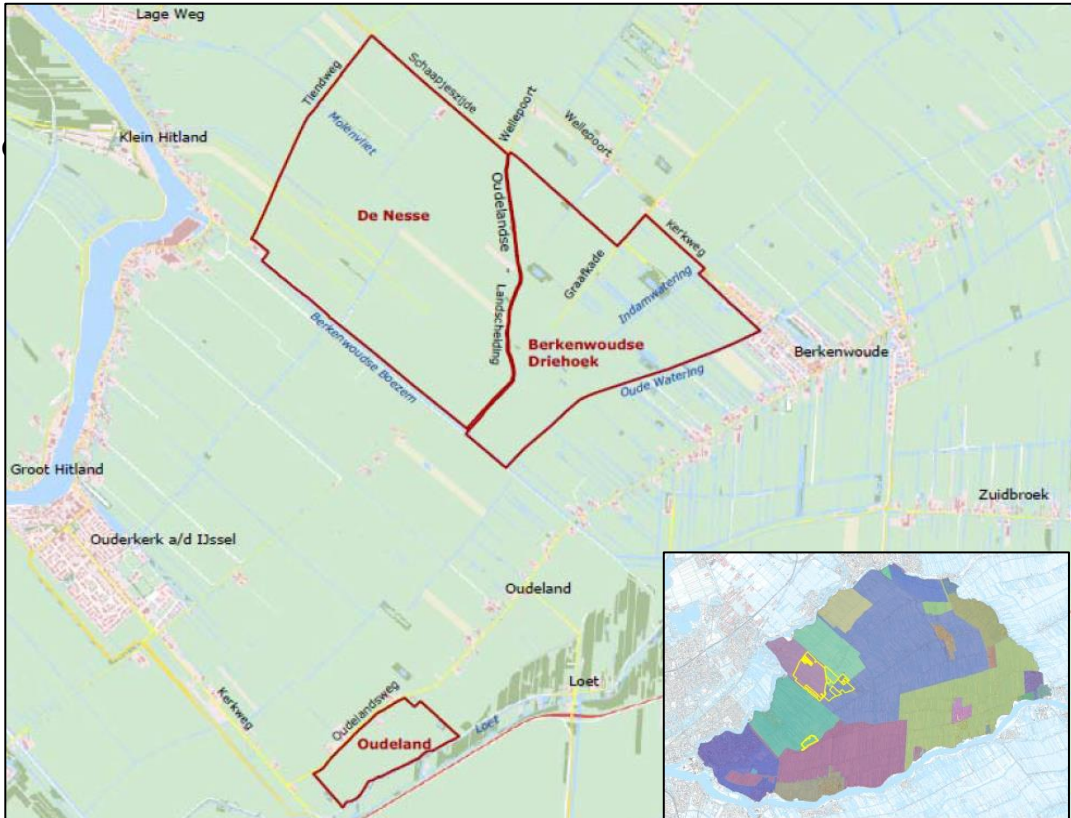 Lage Weg
Tiendweg
Schaapjeszijde
Wellepoort
Wellepoort
Klein Hitland
Molenvliet
De Nesse
Oudelandse
Landscheiding
Graafkade
Kerkweg
Indamwatering
Berkenwoudse Boezem
Berkenwoudse
Driehoek
Oude Watering
Berkenwoude
Groot Hitland
Zuidbroek
Ouderkerk a/d IJssel
Oudeland
Loet
Kerkweg
Oudelandsweg
Loet
Oudeland